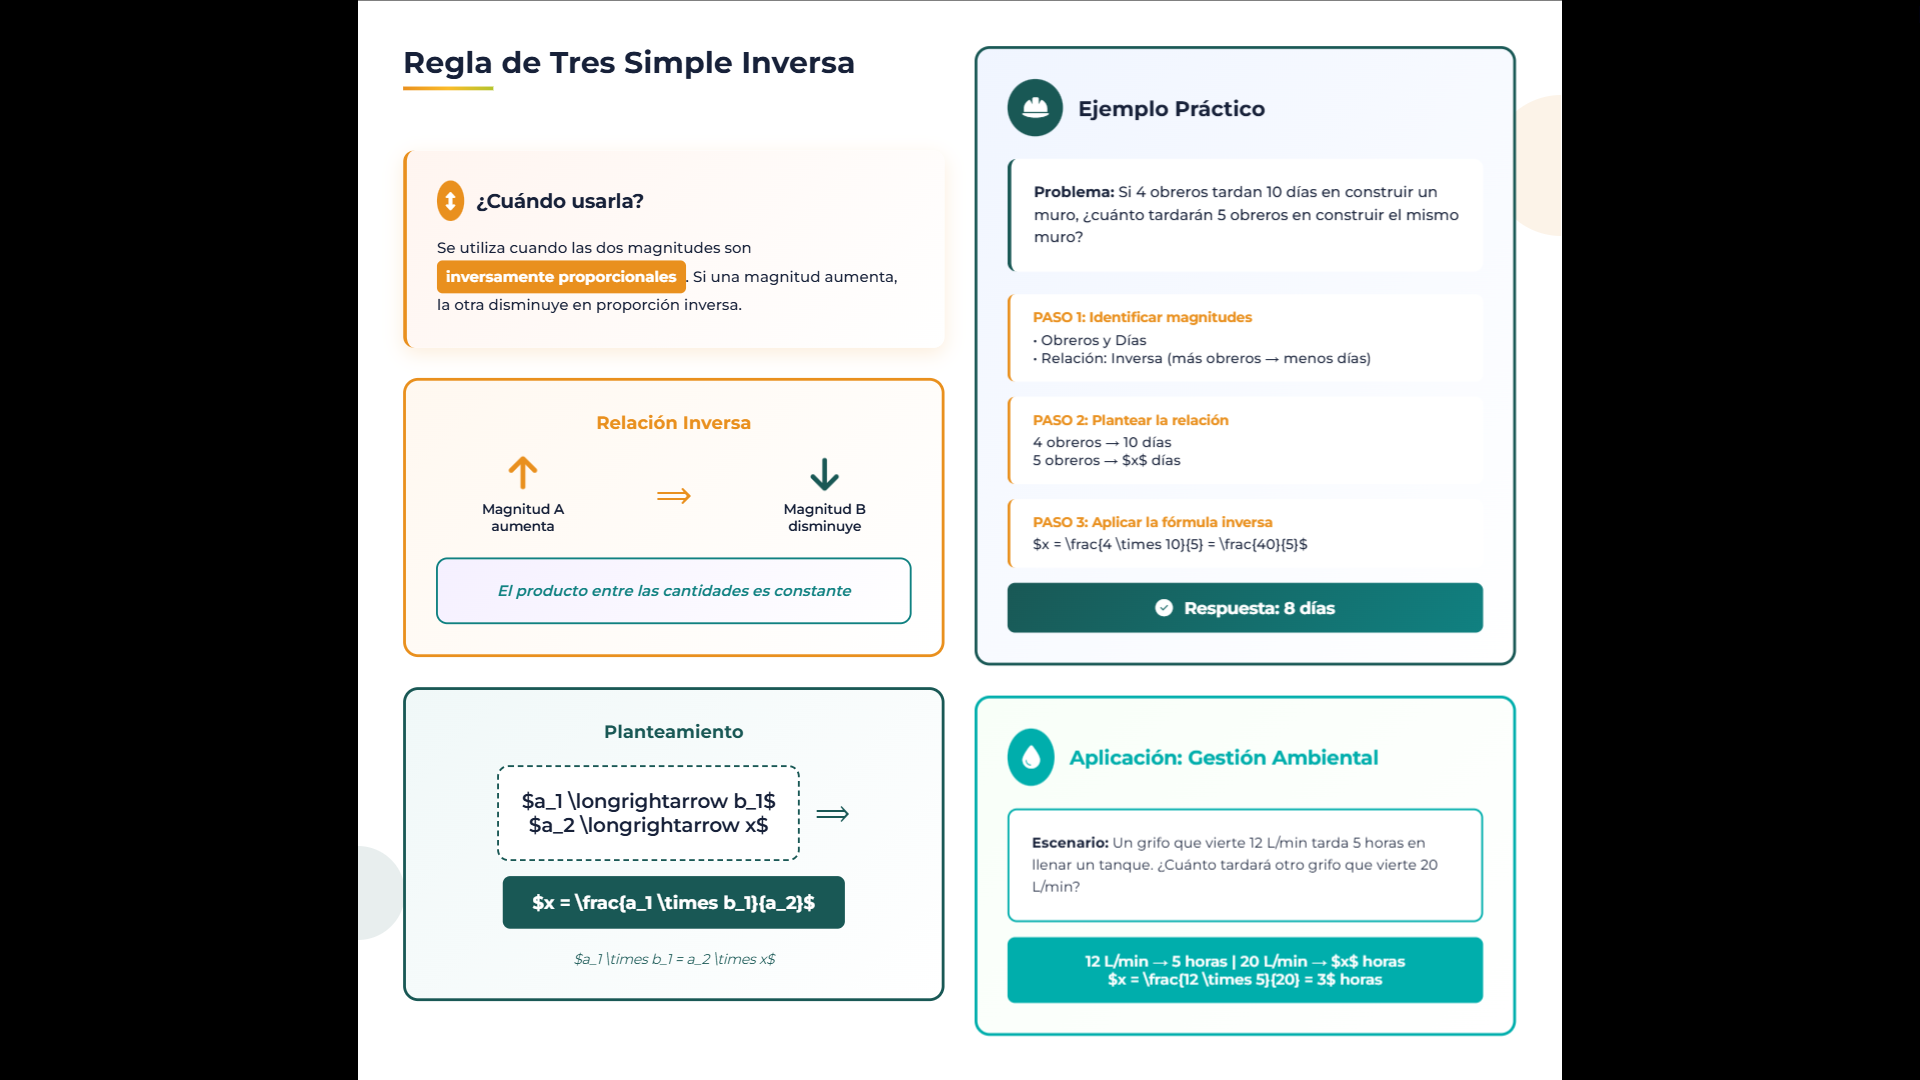 Regla de Tres Simple Inversa
¿Cuándo usarla?
Se utiliza cuando las dos magnitudes son
inversamente proporcionales . Si una magnitud aumenta,
la otra disminuye en proporción inversa.
Relación Inversa
Magnitud A
aumenta
⟹
Magnitud B
disminuye
El producto entre las cantidades es constante
Planteamiento
$a_1 \longrightarrow b_1$
$a_2 \longrightarrow x$
⟹
$x = \frac{a_1 \times b_1}{a_2}$
$a_1 \times b_1 = a_2 \times x$
Ejemplo Práctico
Problema: Si 4 obreros tardan 10 días en construir un
muro, ¿cuánto tardarán 5 obreros en construir el mismo
muro?
PASO 1: Identificar magnitudes
• Obreros y Días
• Relación: Inversa (más obreros → menos días)
PASO 2: Plantear la relación
4 obreros → 10 días
5 obreros → $x$ días
PASO 3: Aplicar la fórmula inversa
$x = \frac{4 \times 10}{5} = \frac{40}{5}$
Respuesta: 8 días
Aplicación: Gestión Ambiental
Escenario: Un grifo que vierte 12 L/min tarda 5 horas en
llenar un tanque. ¿Cuánto tardará otro grifo que vierte 20
L/min?
12 L/min → 5 horas | 20 L/min → $x$ horas
$x = \frac{12 \times 5}{20} = 3$ horas